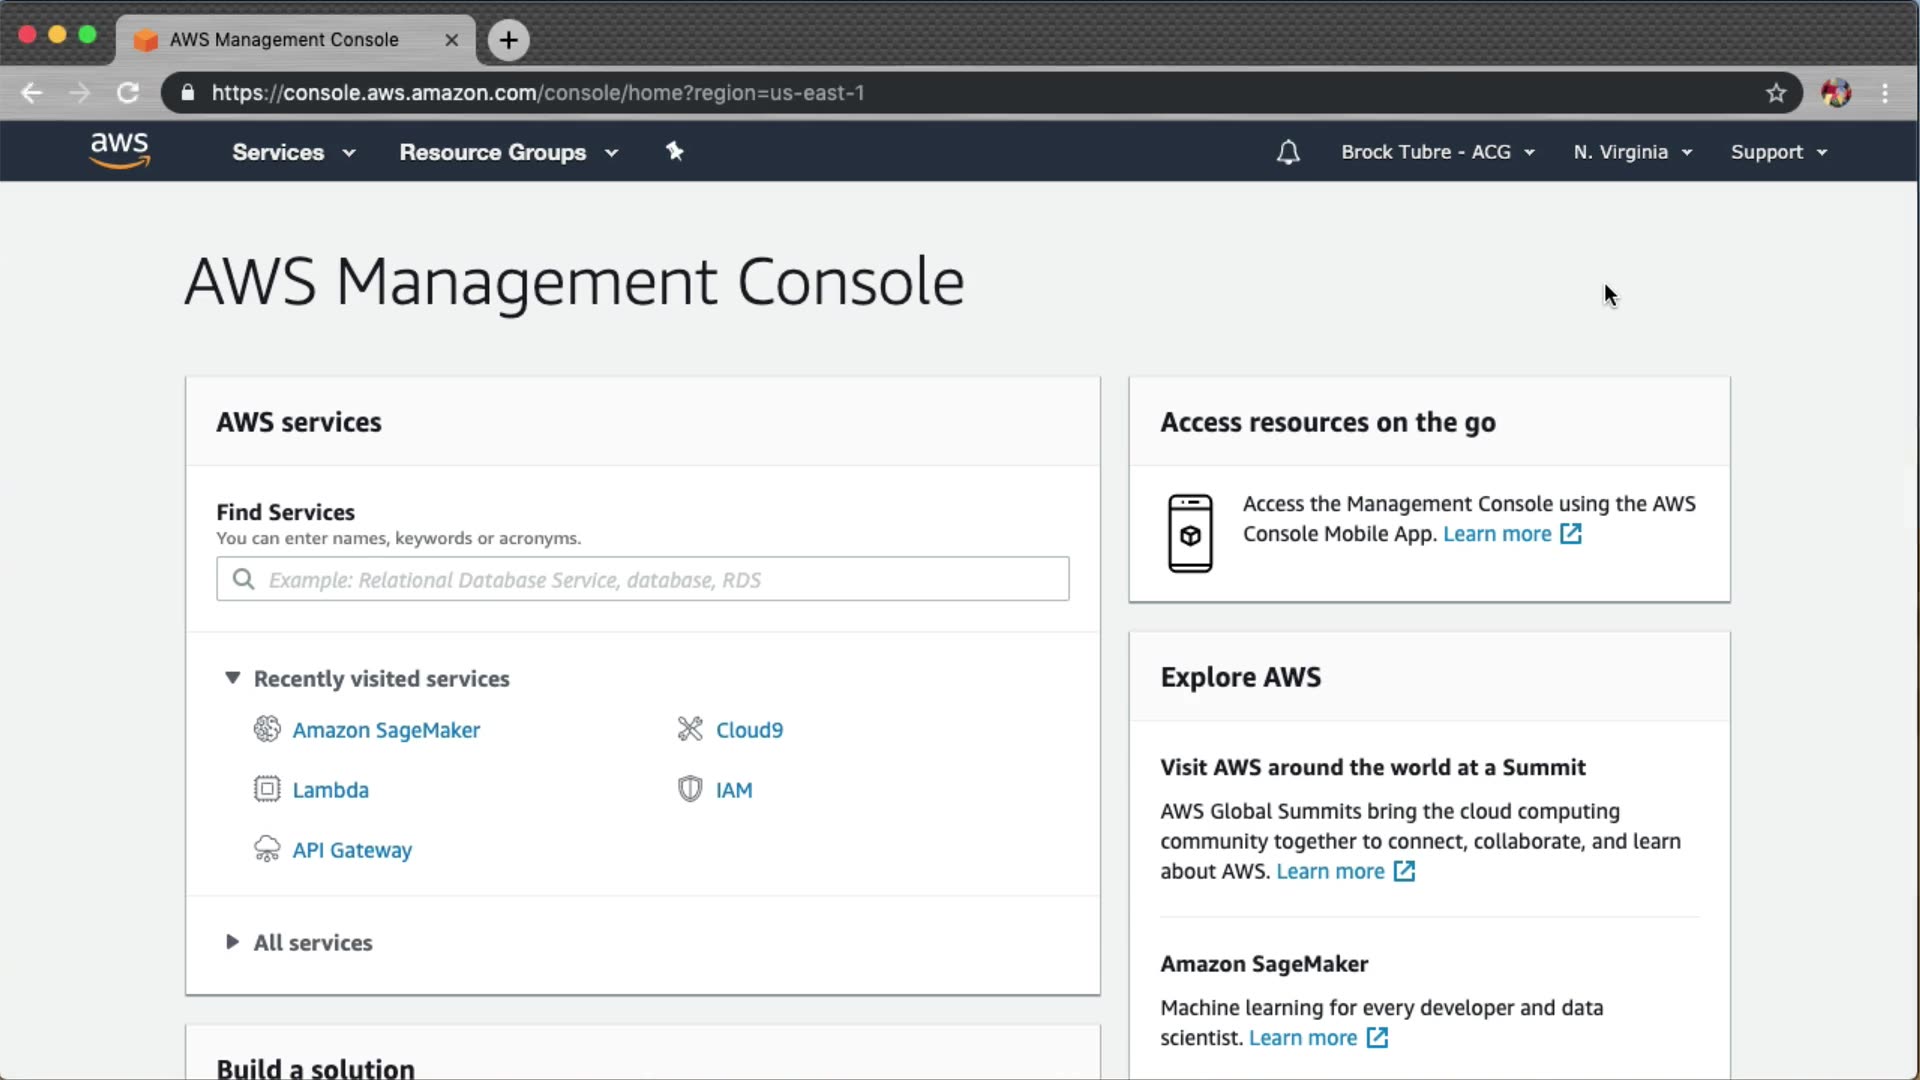 AWS Management Console
https://console.aws.amazon.com/console/home?region=us-east-1
aws
Services
Resource Groups
Brock Tubre - ACG
N. Virginia
Support
AWS Management Console
AWS services
Find Services
You can enter names, keywords or acronyms.
Example: Relational Database Service, database, RDS
Recently visited services
Amazon SageMaker
Cloud9
Lambda
IAM
API Gateway
All services
Build a solution
Access resources on the go
Access the Management Console using the AWS
Console Mobile App. Learn more
Explore AWS
Visit AWS around the world at a Summit
AWS Global Summits bring the cloud computing
community together to connect, collaborate, and learn
about AWS. Learn more
Amazon SageMaker
Machine learning for every developer and data
scientist. Learn more